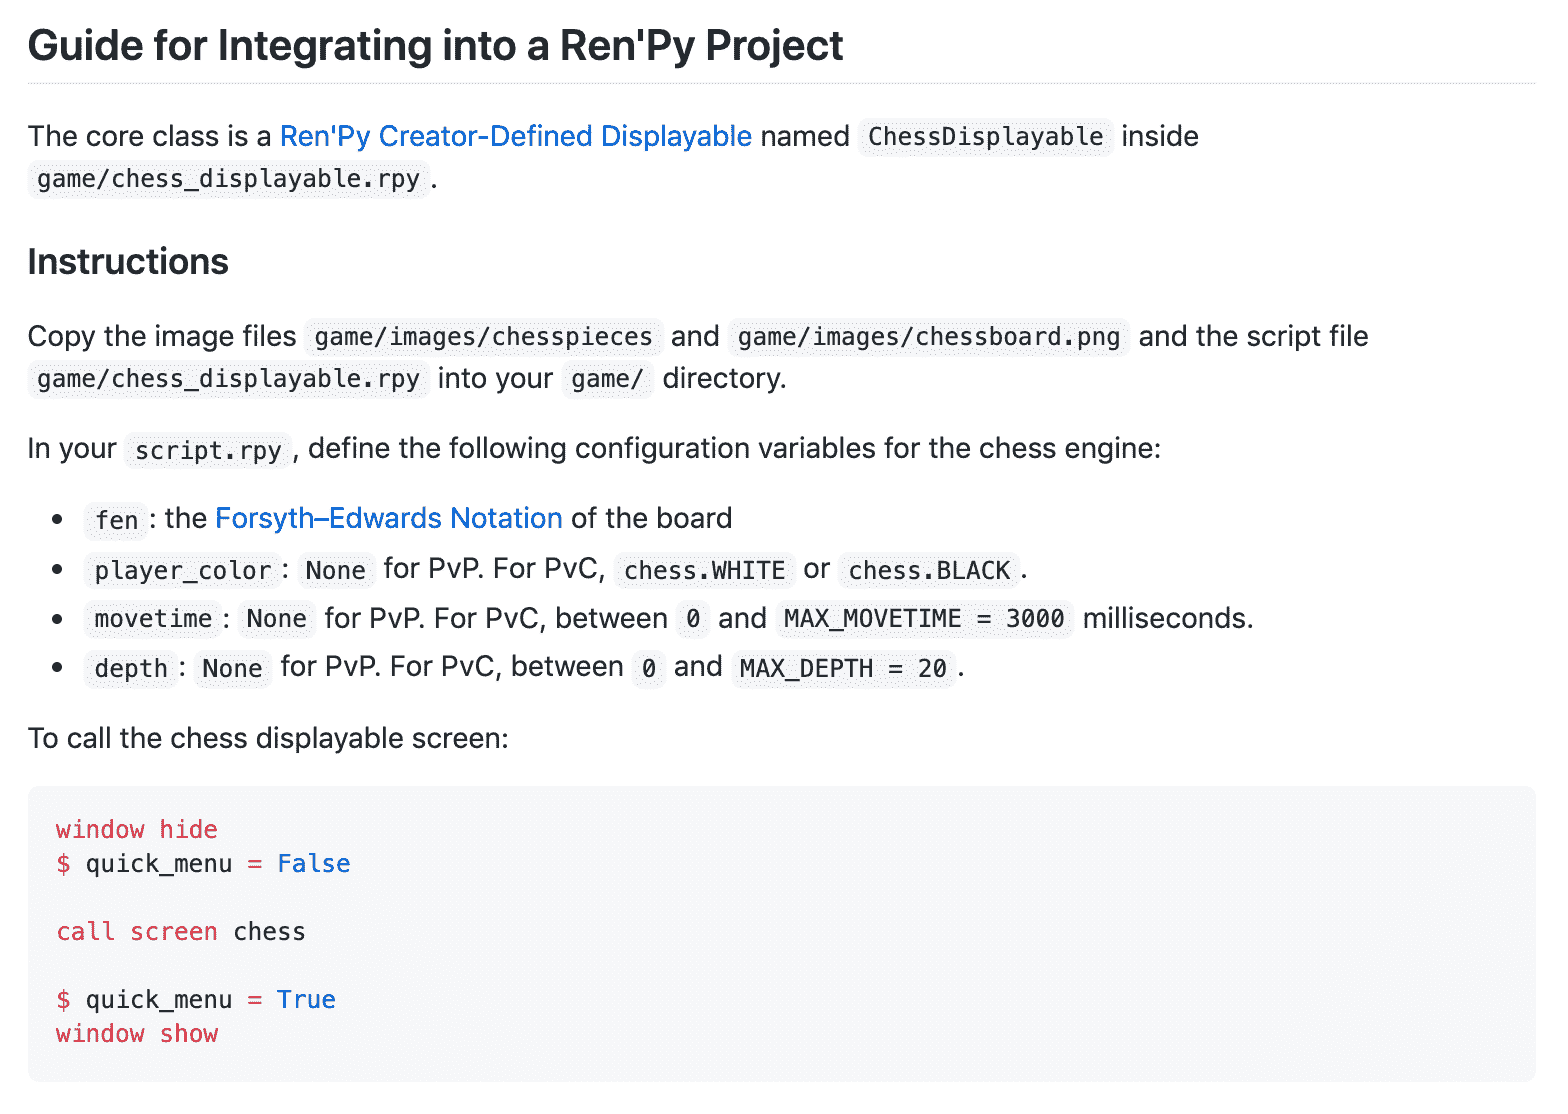 Guide for Integrating into a Ren'Py Project
The core class is a Ren'Py Creator-Defined Displayable named ChessDisplayable inside
game/chess_displayable.rpy.
Instructions
Copy the image files game/images/chesspieces and game/images/chessboard.png and the script file
game/chess_displayable.rpy into your game/ directory.
In your script.rpy, define the following configuration variables for the chess engine:
• fen: the Forsyth–Edwards Notation of the board
• player_color: None for PvP. For PvC, chess.WHITE or chess.BLACK.
• movetime: None for PvP. For PvC, between 0 and MAX_MOVETIME = 3000 milliseconds.
• depth: None for PvP. For PvC, between 0 and MAX_DEPTH = 20.
To call the chess displayable screen:
window hide
$ quick_menu = False
call screen chess
$ quick_menu = True
window show